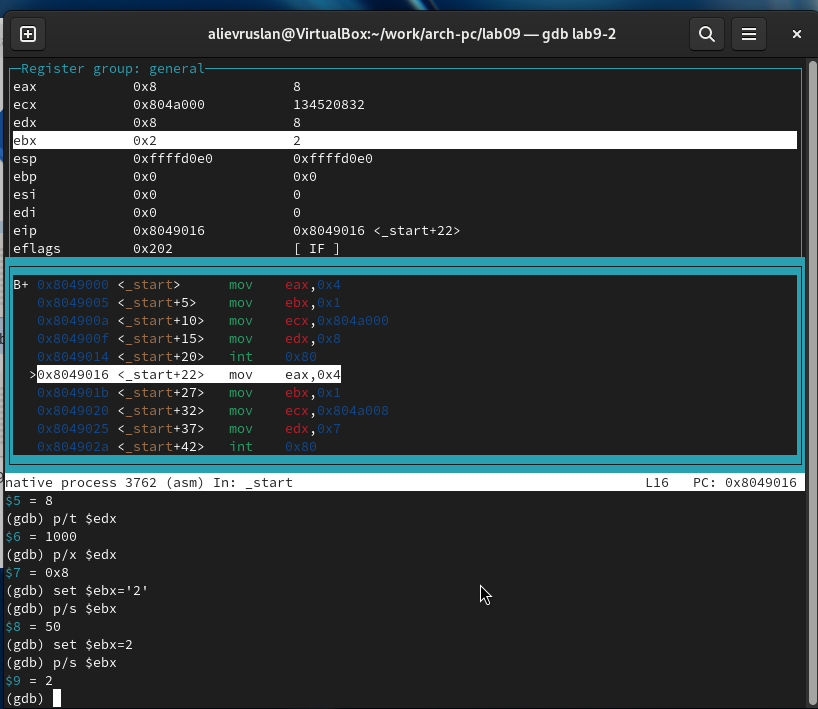 alievruslan@VirtualBox:~/work/arch-pc/lab09 — gdb lab9-2
Register group: general
eax 0x8 8
ecx 0x804a000 134520832
edx 0x8 8
ebx 0x2 2
esp 0xffffd0e0 0xffffd0e0
ebp 0x0 0x0
esi 0x0 0
edi 0x0 0
eip 0x8049016 0x8049016 <_start+22>
eflags 0x202 [ IF ]
B+ 0x8049000 <_start> mov eax,0x4
0x8049005 <_start+5> mov ebx,0x1
0x804900a <_start+10> mov ecx,0x804a000
0x804900f <_start+15> mov edx,0x8
0x8049014 <_start+20> int 0x80
>0x8049016 <_start+22> mov eax,0x4
0x804901b <_start+27> mov ebx,0x1
0x8049020 <_start+32> mov ecx,0x804a008
0x8049025 <_start+37> mov edx,0x7
0x804902a <_start+42> int 0x80
native process 3762 (asm) In: _start L16 PC: 0x8049016
$5 = 8
(gdb) p/t $edx
$6 = 1000
(gdb) p/x $edx
$7 = 0x8
(gdb) set $ebx='2'
(gdb) p/s $ebx
$8 = 50
(gdb) set $ebx=2
(gdb) p/s $ebx
$9 = 2
(gdb)